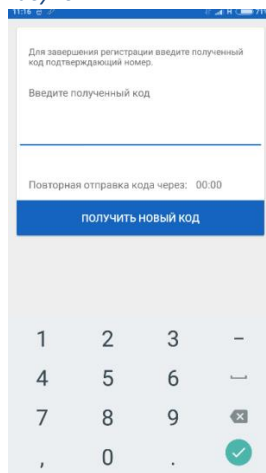 11:16
Для завершения регистрации введите полученный
код подтверждающий номер.
Введите полученный код
Повторная отправка кода через: 00:00
ПОЛУЧИТЬ НОВЫЙ КОД
1 2 3 -
4 5 6
7 8 9
, 0 .